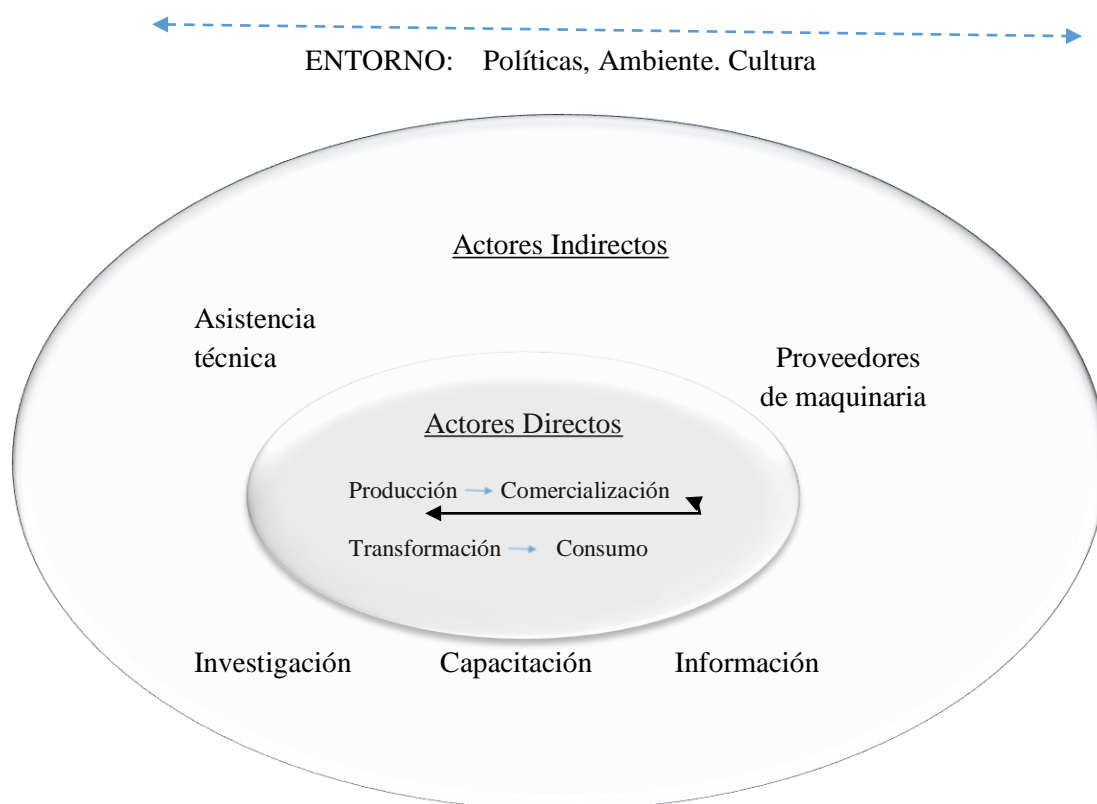 ENTORNO: Políticas, Ambiente. Cultura
Actores Indirectos
Asistencia
técnica
Proveedores
de maquinaria
Actores Directos
Producción Comercialización
Transformación Consumo
Investigación Capacitación Información